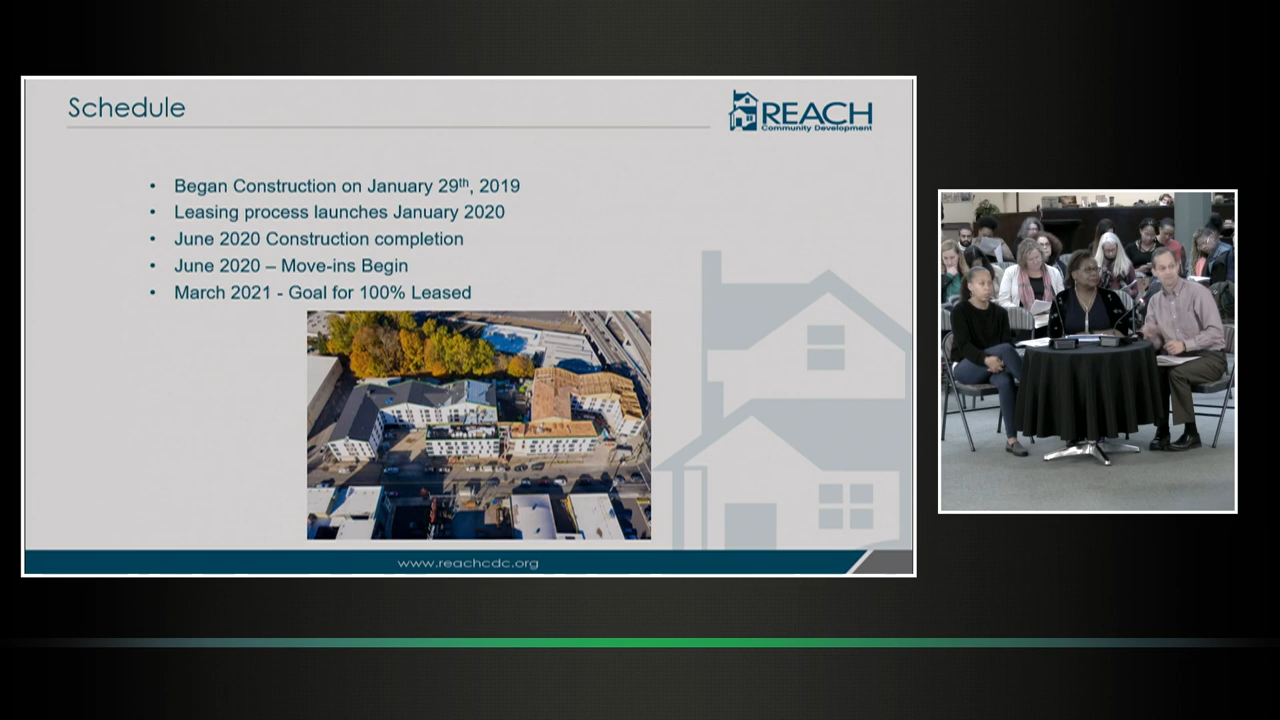 Schedule
REACH
Community Development
• Began Construction on January 29th, 2019
• Leasing process launches January 2020
• June 2020 Construction completion
• June 2020 – Move-ins Begin
• March 2021 - Goal for 100% Leased
www.reachcdc.org